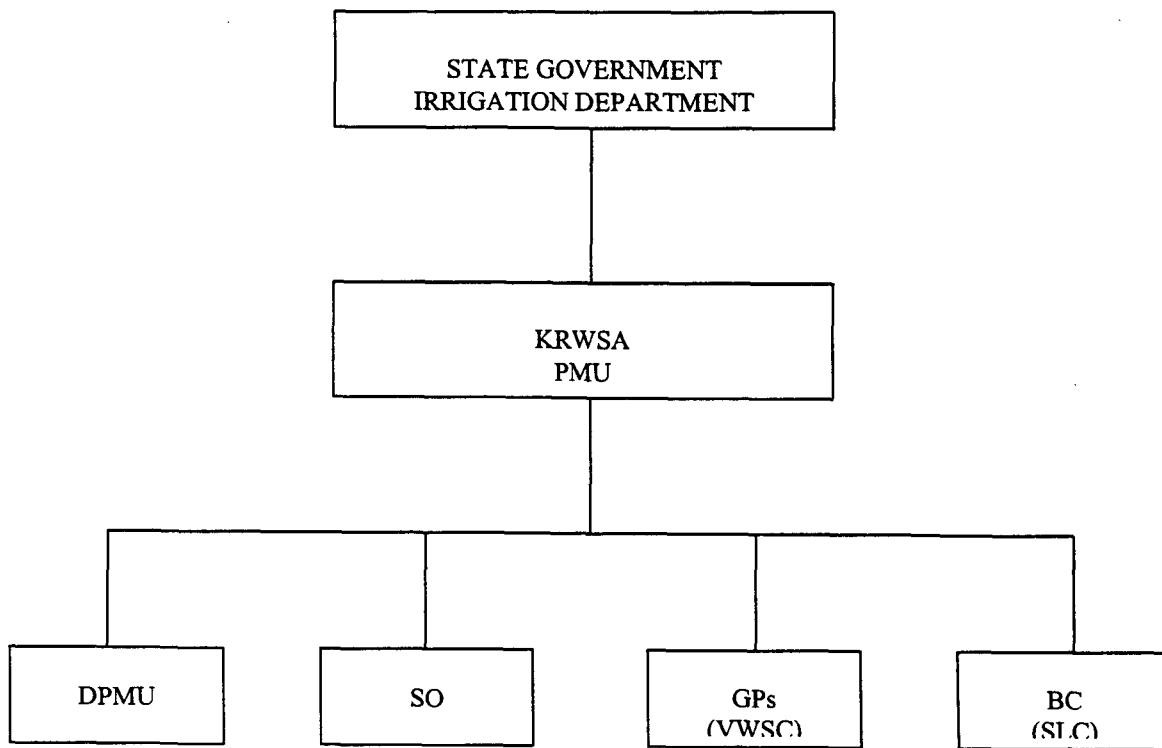 STATE GOVERNMENT
IRRIGATION DEPARTMENT
KRWSA
PMU
DPMU
SO
GPs
(VWSC)
BC
(SLC)